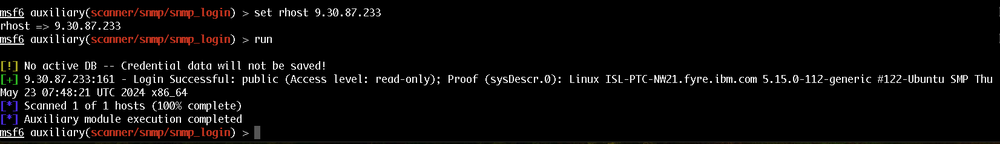 msf6 auxiliary(scanner/snmp/snmp_login) > set rhost 9.30.87.233
rhost => 9.30.87.233
msf6 auxiliary(scanner/snmp/snmp_login) > run
[!] No active DB -- Credential data will not be saved!
[+] 9.30.87.233:161 - Login Successful: public (Access level: read-only); Proof (sysDescr.0): Linux ISL-PTC-NW21.fyre.ibm.com 5.15.0-112-generic #122-Ubuntu SMP Thu
May 23 07:48:21 UTC 2024 x86_64
[*] Scanned 1 of 1 hosts (100% complete)
[*] Auxiliary module execution completed
msf6 auxiliary(scanner/snmp/snmp_login) >